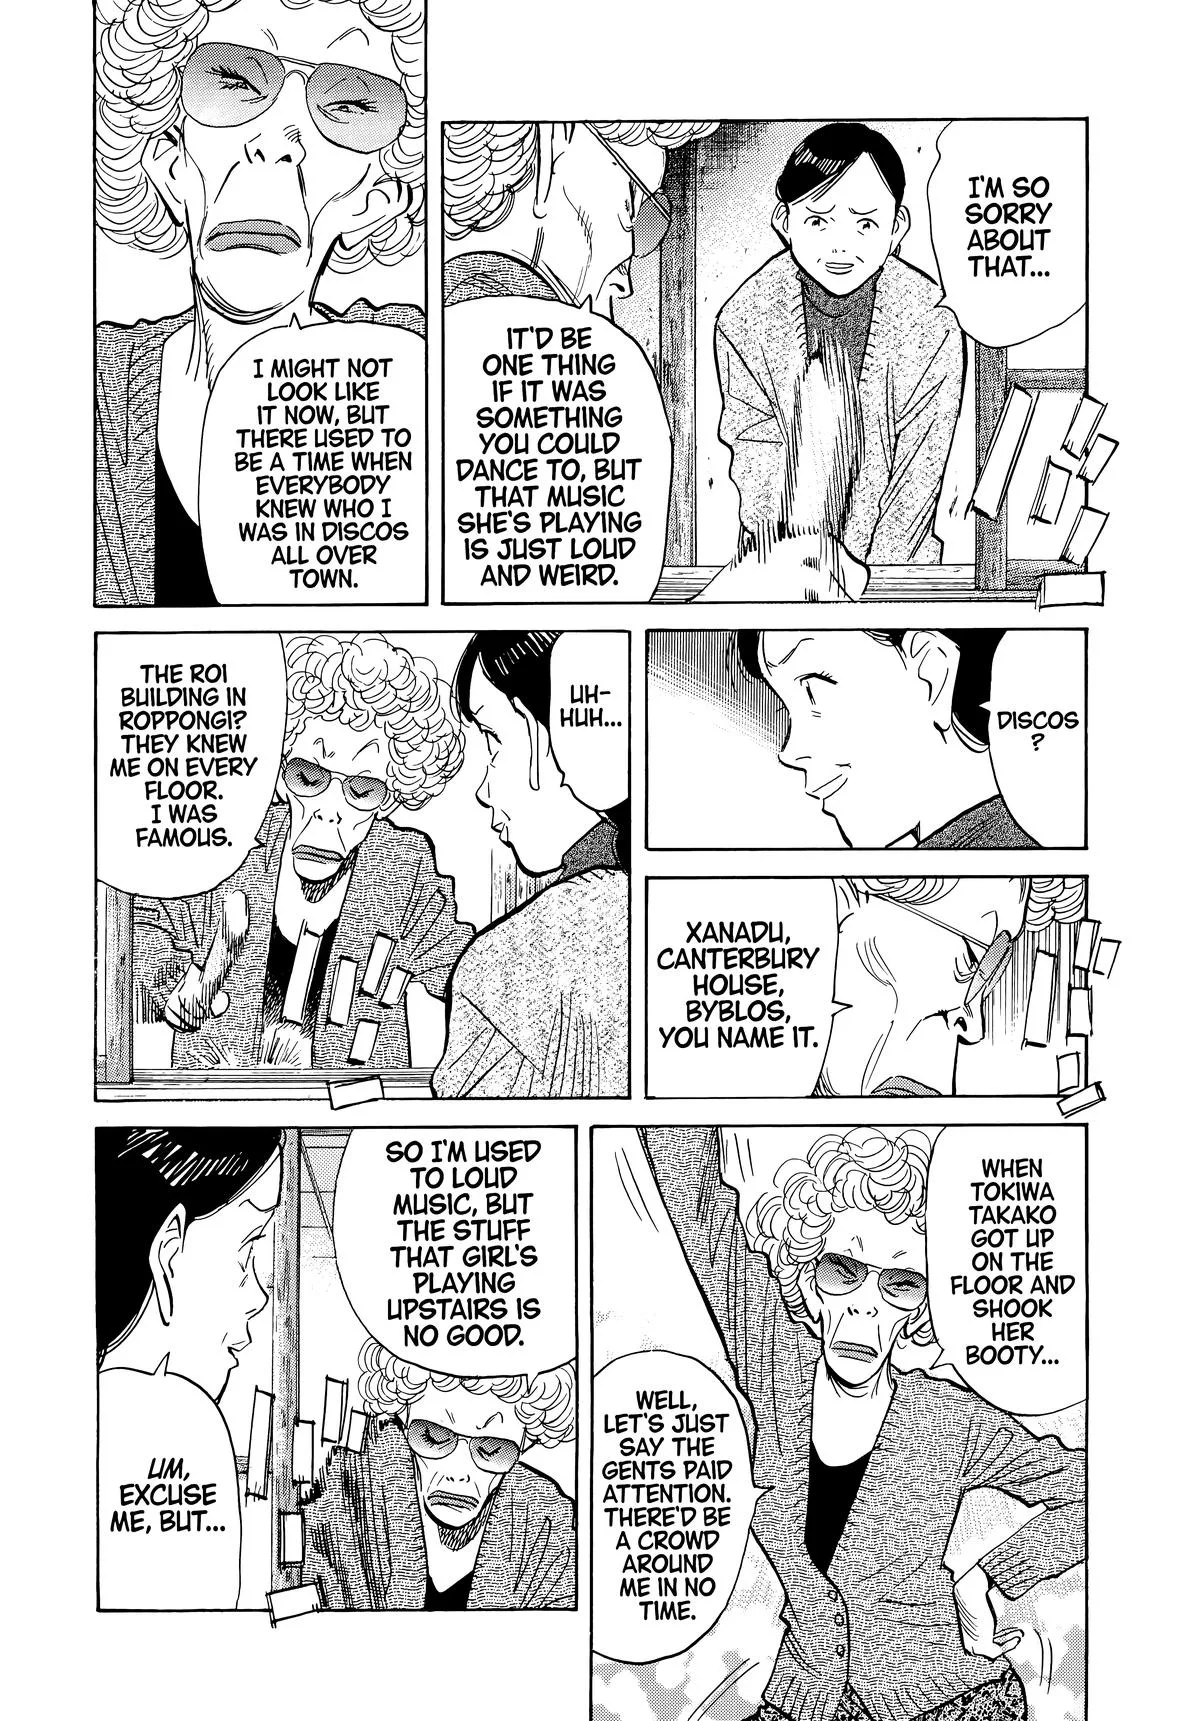 I'M SO
SORRY
ABOUT
THAT...
IT'D BE
ONE THING
IF IT WAS
SOMETHING
YOU COULD
DANCE TO, BUT
THAT MUSIC
SHE'S PLAYING
IS JUST LOUD
AND WEIRD.
I MIGHT NOT
LOOK LIKE
IT NOW, BUT
THERE USED TO
BE A TIME WHEN
EVERYBODY
KNEW WHO I
WAS IN DISCOS
ALL OVER
TOWN.
DISCOS
?
XANADU,
CANTERBURY
HOUSE,
BYBLOS,
YOU NAME IT.
UH-
HUH...
THE ROI
BUILDING IN
ROPPONGI?
THEY KNEW
ME ON EVERY
FLOOR.
I WAS
FAMOUS.
WHEN
TOKIWA
TAKAKO
GOT UP
ON THE
FLOOR AND
SHOOK
HER
BOOTY...
WELL,
LET'S JUST
SAY THE
GENTS PAID
ATTENTION.
THERE'D BE
A CROWD
AROUND
ME IN NO
TIME.
SO I'M USED
TO LOUD
MUSIC, BUT
THE STUFF
THAT GIRL'S
PLAYING
UPSTAIRS IS
NO GOOD.
UM,
EXCUSE
ME, BUT...